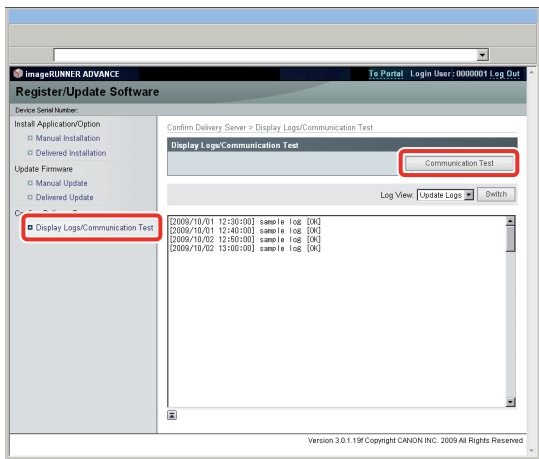 imageRUNNER ADVANCE
To Portal Login User : 0000001 Log Out
Register/Update Software
Device Serial Number:
Install Application/Option
Manual Installation
Delivered Installation
Update Firmware
Manual Update
Delivered Update
Display Logs/Communication Test
Confirm Delivery Server > Display Logs/Communication Test
Display Logs/Communication Test
Communication Test
Log View: Update Logs Switch
[2009/10/01 12:30:00] sample log [OK]
[2009/10/01 12:40:00] sample log [OK]
[2009/10/02 12:50:00] sample log [OK]
[2009/10/02 13:00:00] sample log [OK]
Version 3.0.1.19f Copyright CANON INC. 2009 All Rights Reserved